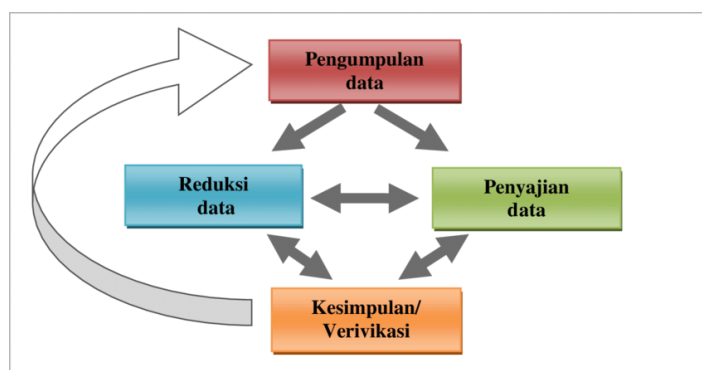 Pengumpulan
data
Reduksi
data
Penyajian
data
Kesimpulan/
Verivikasi